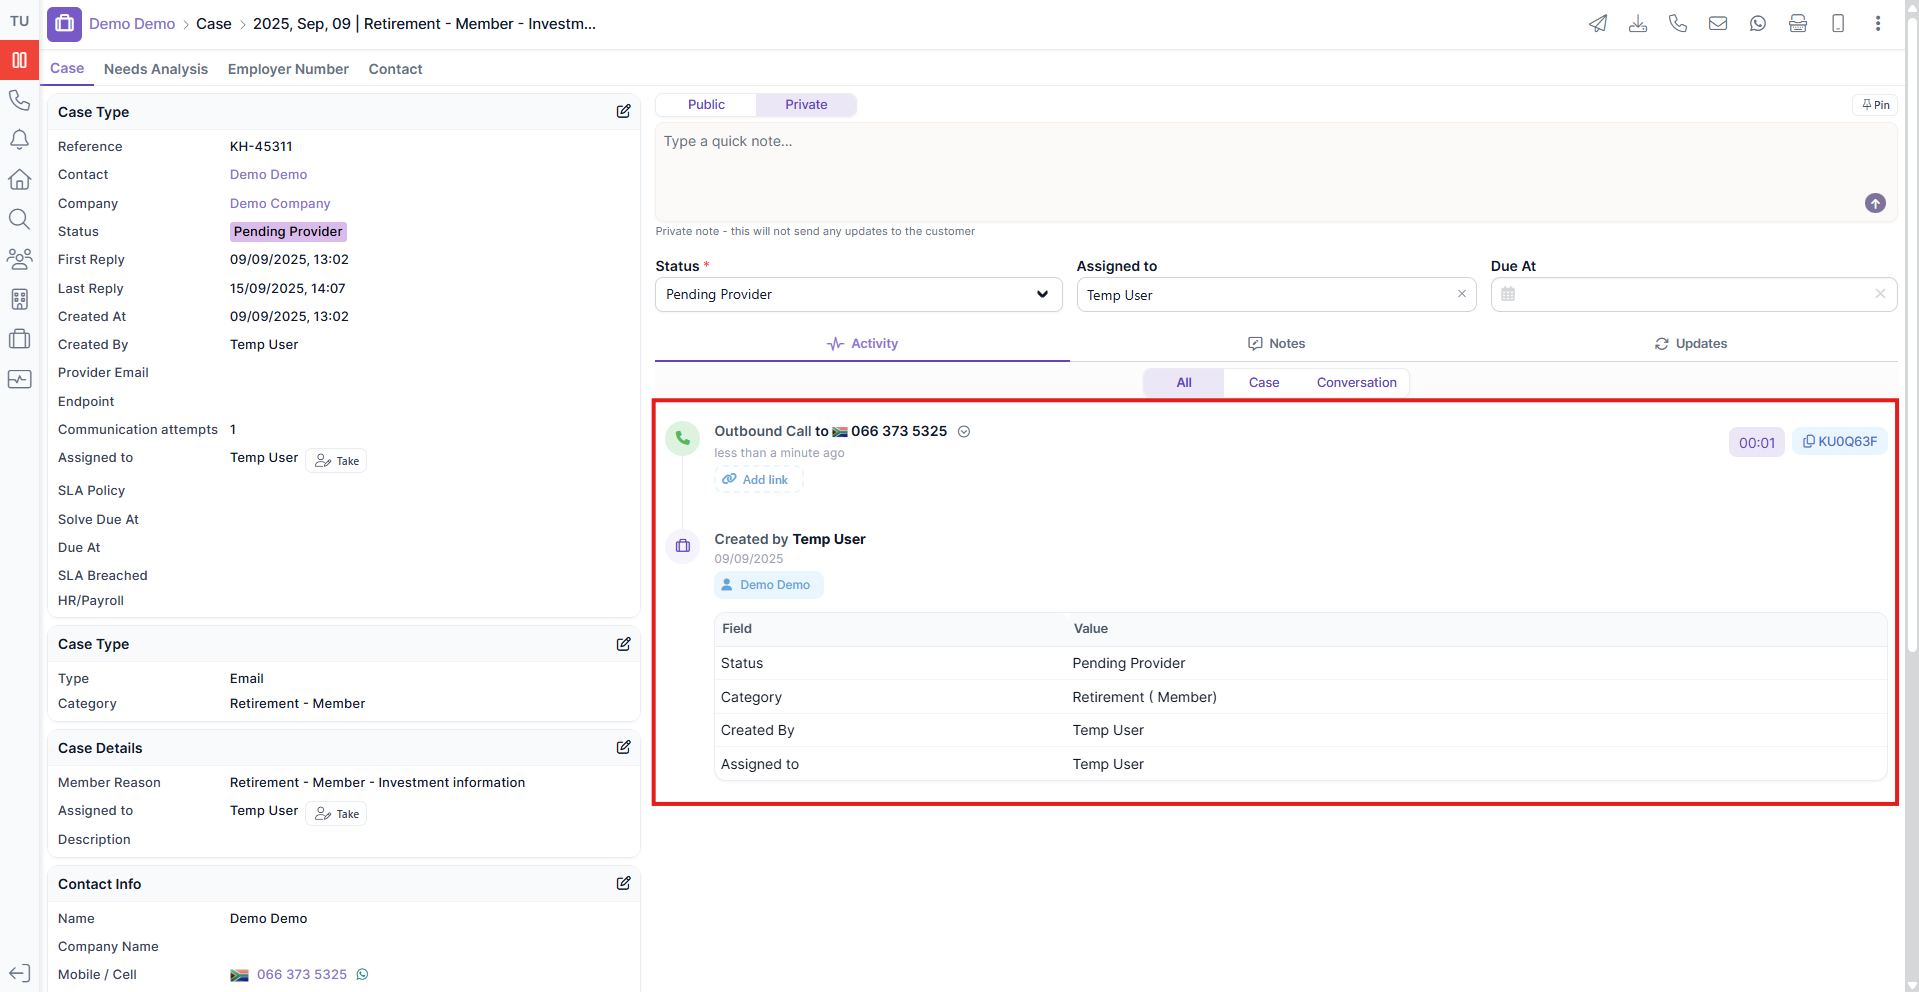 TU
Demo Demo > Case > 2025, Sep, 09 | Retirement - Member - Investm...
Case Needs Analysis Employer Number Contact
Case Type
Reference KH-45311
Contact Demo Demo
Company Demo Company
Status Pending Provider
First Reply 09/09/2025, 13:02
Last Reply 15/09/2025, 14:07
Created At 09/09/2025, 13:02
Created By Temp User
Provider Email
Endpoint
Communication attempts 1
Assigned to Temp User Take
SLA Policy
Solve Due At
Due At
SLA Breached
HR/Payroll
Case Type
Type Email
Category Retirement - Member
Case Details
Member Reason Retirement - Member - Investment information
Assigned to Temp User Take
Description
Contact Info
Name Demo Demo
Company Name
Mobile / Cell 066 373 5325
Public Private Pin
Type a quick note...
Private note - this will not send any updates to the customer
Status * Assigned to Due At
Pending Provider Temp User
Activity Notes Updates
All Case Conversation
Outbound Call to 066 373 5325 00:01 KU0Q63F
less than a minute ago
Add link
Created by Temp User
09/09/2025
Demo Demo
Field Value
Status Pending Provider
Category Retirement ( Member)
Created By Temp User
Assigned to Temp User